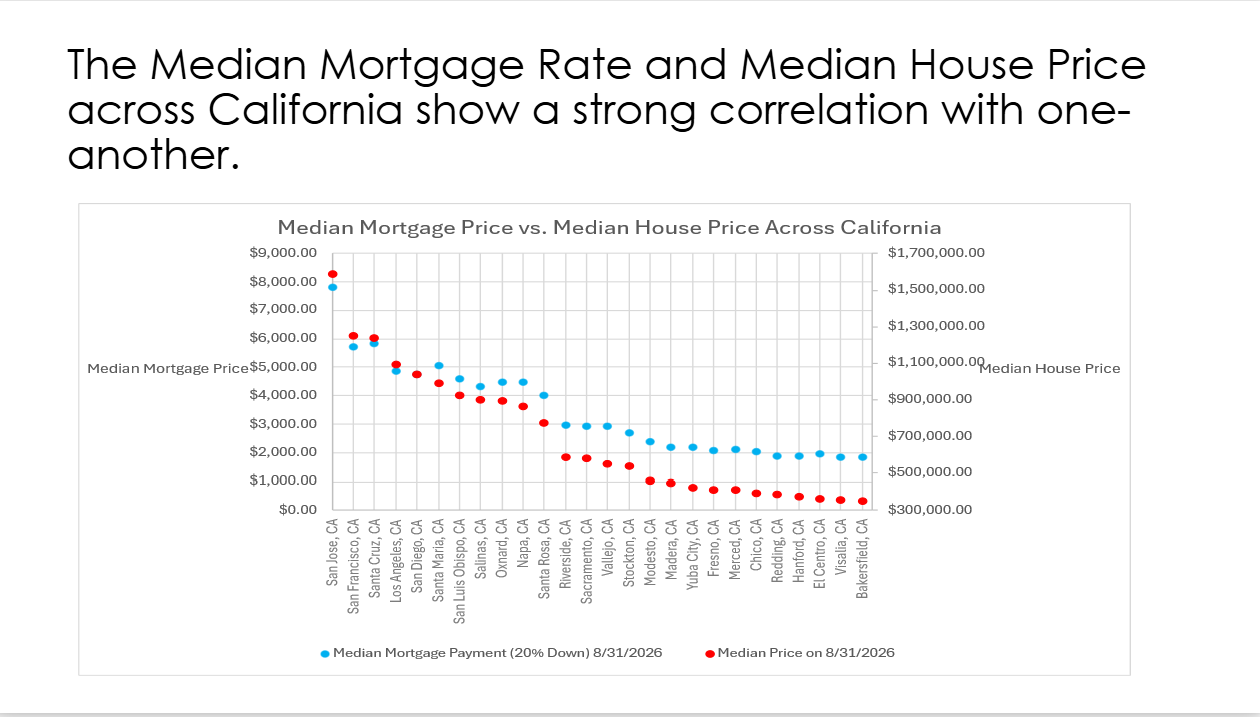 The Median Mortgage Rate and Median House Price
across California show a strong correlation with one-
another.
Median Mortgage Price vs. Median House Price Across California
$9,000.00
$8,000.00
$7,000.00
$6,000.00
$5,000.00
$4,000.00
$3,000.00
$2,000.00
$1,000.00
$0.00
Median Mortgage Price
$1,700,000.00
$1,500,000.00
$1,300,000.00
$1,100,000.00
$900,000.00
$700,000.00
$500,000.00
$300,000.00
Median House Price
San Jose, CA
San Francisco, CA
Santa Cruz, CA
Los Angeles, CA
San Diego, CA
Santa Maria, CA
San Luis Obispo, CA
Salinas, CA
Oxnard, CA
Napa, CA
Santa Rosa, CA
Riverside, CA
Sacramento, CA
Vallejo, CA
Stockton, CA
Modesto, CA
Madera, CA
Yuba City, CA
Fresno, CA
Merced, CA
Chico, CA
Redding, CA
Hanford, CA
El Centro, CA
Visalia, CA
Bakersfield, CA
Median Mortgage Payment (20% Down) 8/31/2026
Median Price on 8/31/2026